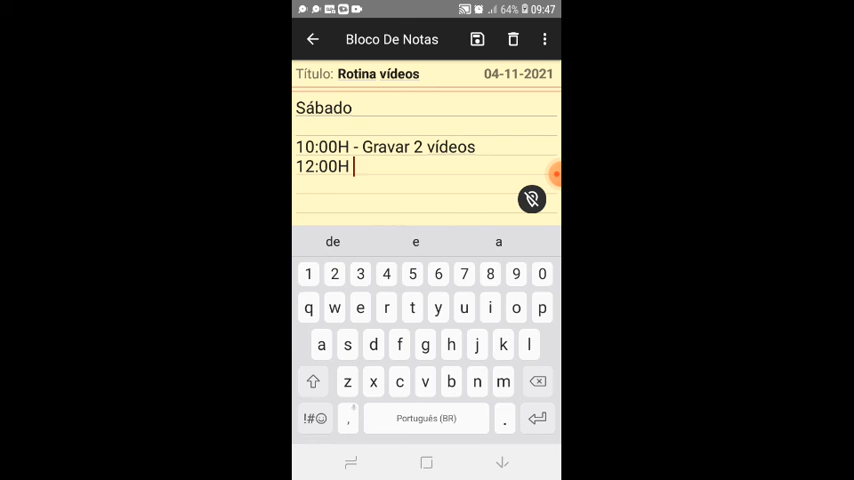 64% 09:47
Bloco De Notas
Título: Rotina vídeos 04-11-2021
Sábado
10:00H - Gravar 2 vídeos
12:00H
de e a
1 2 3 4 5 6 7 8 9 0
q w e r t y u i o p
a s d f g h j k l
z x c v b n m
!#☺ , Português (BR) .